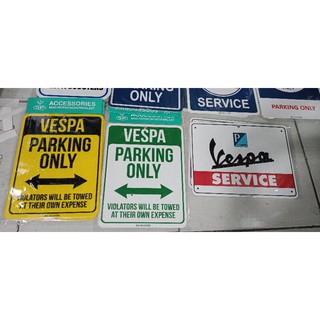 ACCESSORIES
VESPA
PARKING
ONLY
VIOLATORS WILL BE TOWED
AT THEIR OWN EXPENSE
VESPA
PARKING
ONLY
VIOLATORS WILL BE TOWED
AT THEIR OWN EXPENSE
ONLY
SERVICE
PARKING ONLY
P
Vespa
SERVICE